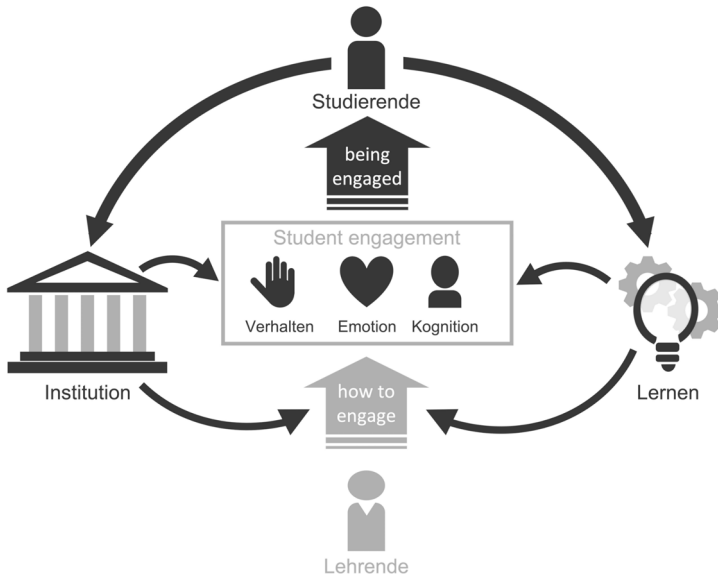 Studierende
being
engaged
Student engagement
Verhalten
Emotion
Kognition
Institution
Lernen
how to
engage
Lehrende